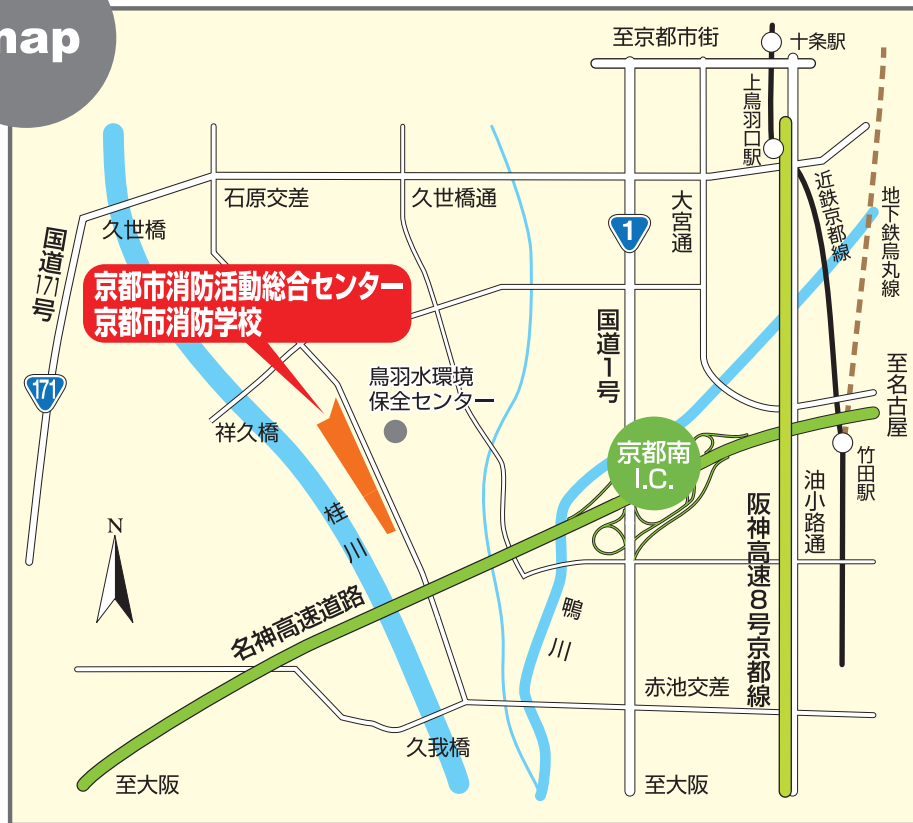 map
至京都市街
十条駅
上鳥羽口駅
石原交差
久世橋通
大宮通
近鉄京都線
地下鉄烏丸線
久世橋
国道171号
1
京都市消防活動総合センター
京都市消防学校
国道1号
171
鳥羽水環境
保全センター
至名古屋
祥久橋
京都南
I.C.
竹田駅
油小路通
阪神高速8号京都線
桂川
N
名神高速道路
鴨川
赤池交差
久我橋
至大阪
至大阪